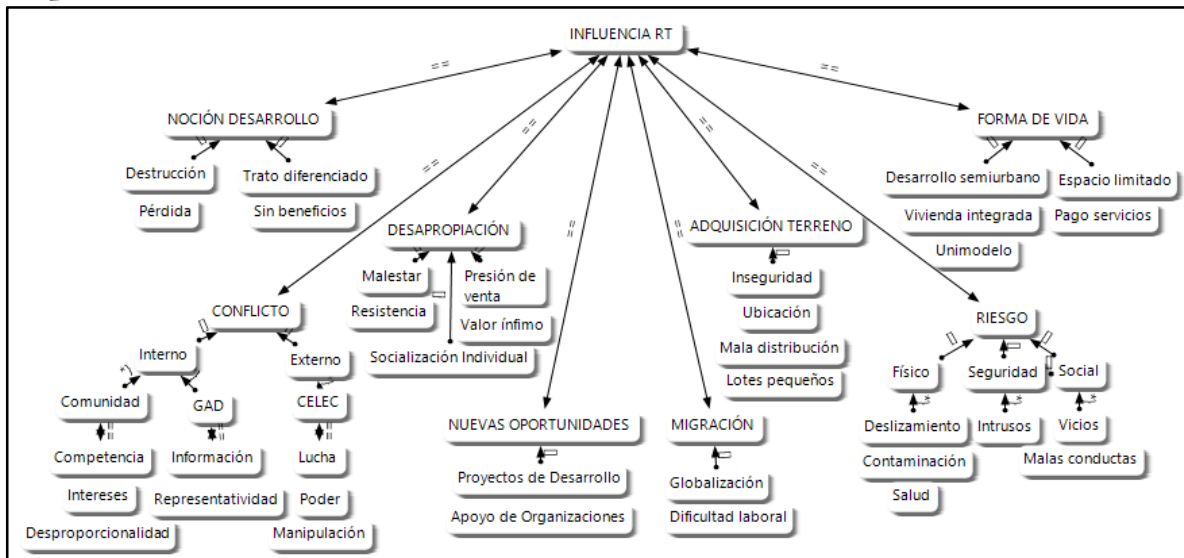 INFLUENCIA RT
NOCIÓN DESARROLLO
Destrucción
Pérdida
Trato diferenciado
Sin beneficios
FORMA DE VIDA
Desarrollo semiurbano
Vivienda integrada
Unimodelo
Espacio limitado
Pago servicios
DESAPROPIACIÓN
Malestar
Resistencia
Presión de
venta
Valor ínfimo
Socialización Individual
ADQUISICIÓN TERRENO
Inseguridad
Ubicación
Mala distribución
Lotes pequeños
CONFLICTO
Interno
Externo
Comunidad
GAD
CELEC
Competencia
Intereses
Desproporcionalidad
Información
Representatividad
Lucha
Poder
Manipulación
NUEVAS OPORTUNIDADES
Proyectos de Desarrollo
Apoyo de Organizaciones
MIGRACIÓN
Globalización
Dificultad laboral
RIESGO
Físico
Seguridad
Social
Deslizamiento
Contaminación
Salud
Intrusos
Vicios
Malas conductas